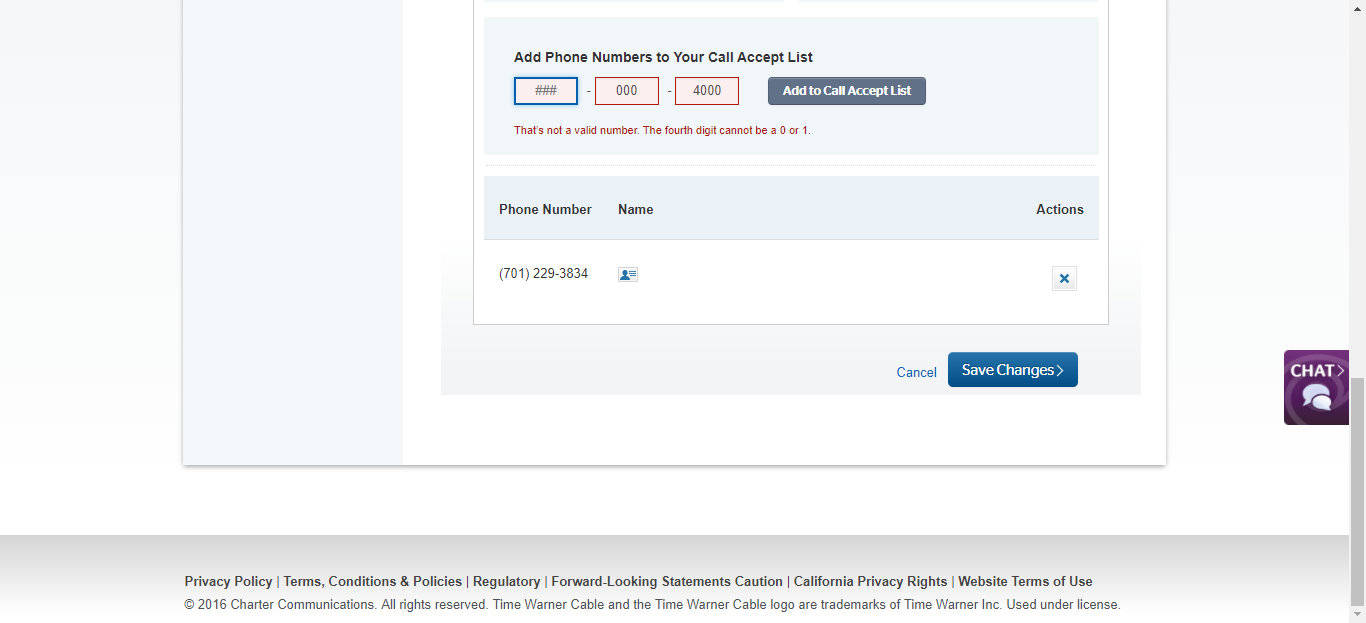 Add Phone Numbers to Your Call Accept List
### - 000 - 4000 Add to Call Accept List
That's not a valid number. The fourth digit cannot be a 0 or 1.
Phone Number Name Actions
(701) 229-3834
Cancel Save Changes
CHAT
Privacy Policy | Terms, Conditions & Policies | Regulatory | Forward-Looking Statements Caution | California Privacy Rights | Website Terms of Use
© 2016 Charter Communications. All rights reserved. Time Warner Cable and the Time Warner Cable logo are trademarks of Time Warner Inc. Used under license.